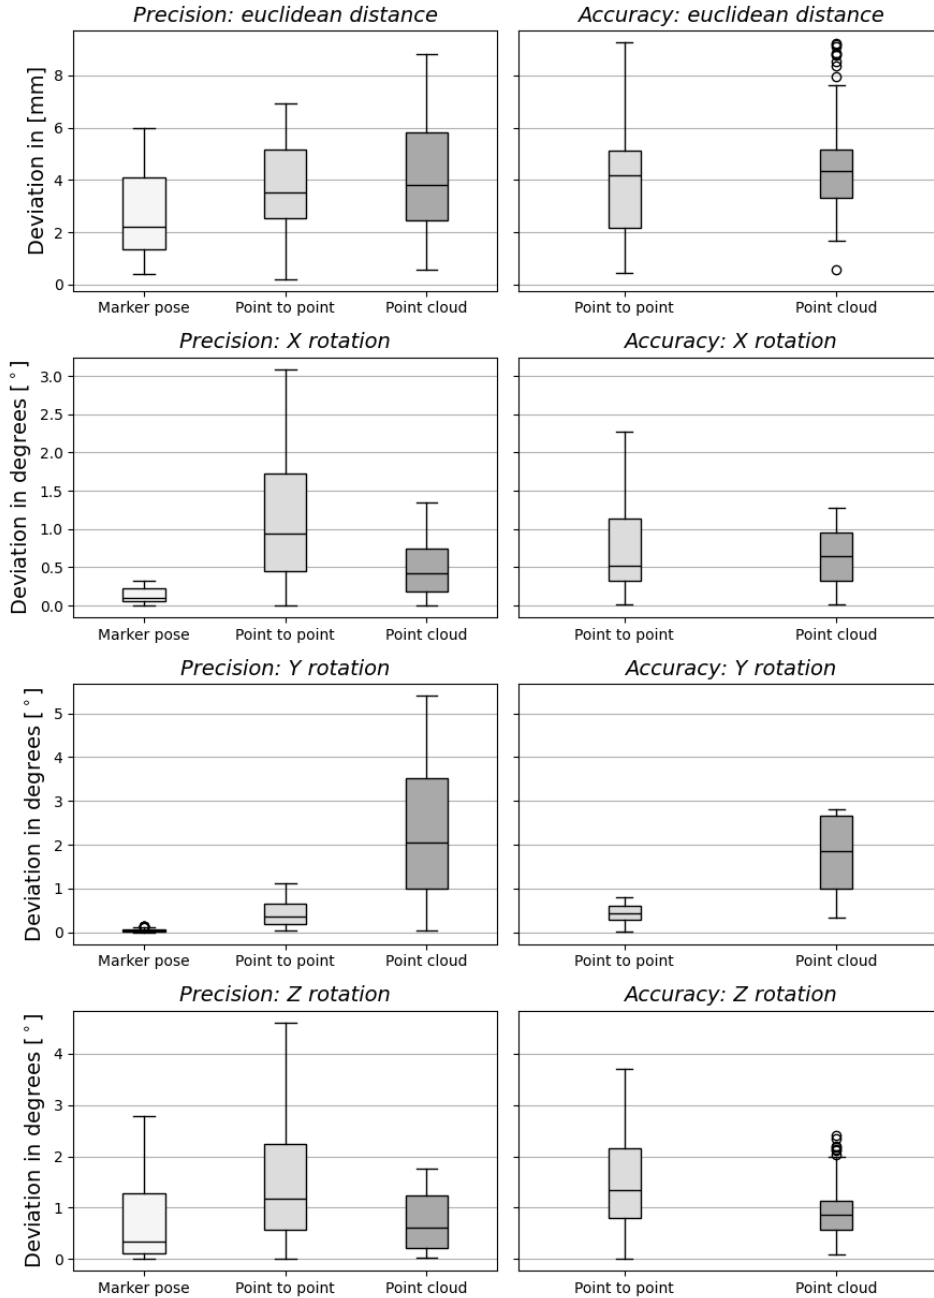 Precision: euclidean distance
Accuracy: euclidean distance
Deviation in [mm]
8
6
4
2
0
Marker pose
Point to point
Point cloud
Point to point
Point cloud
Precision: X rotation
Accuracy: X rotation
Deviation in degrees [°]
3.0
2.5
2.0
1.5
1.0
0.5
0.0
Marker pose
Point to point
Point cloud
Point to point
Point cloud
Precision: Y rotation
Accuracy: Y rotation
Deviation in degrees [°]
5
4
3
2
1
0
Marker pose
Point to point
Point cloud
Point to point
Point cloud
Precision: Z rotation
Accuracy: Z rotation
Deviation in degrees [°]
4
3
2
1
0
Marker pose
Point to point
Point cloud
Point to point
Point cloud